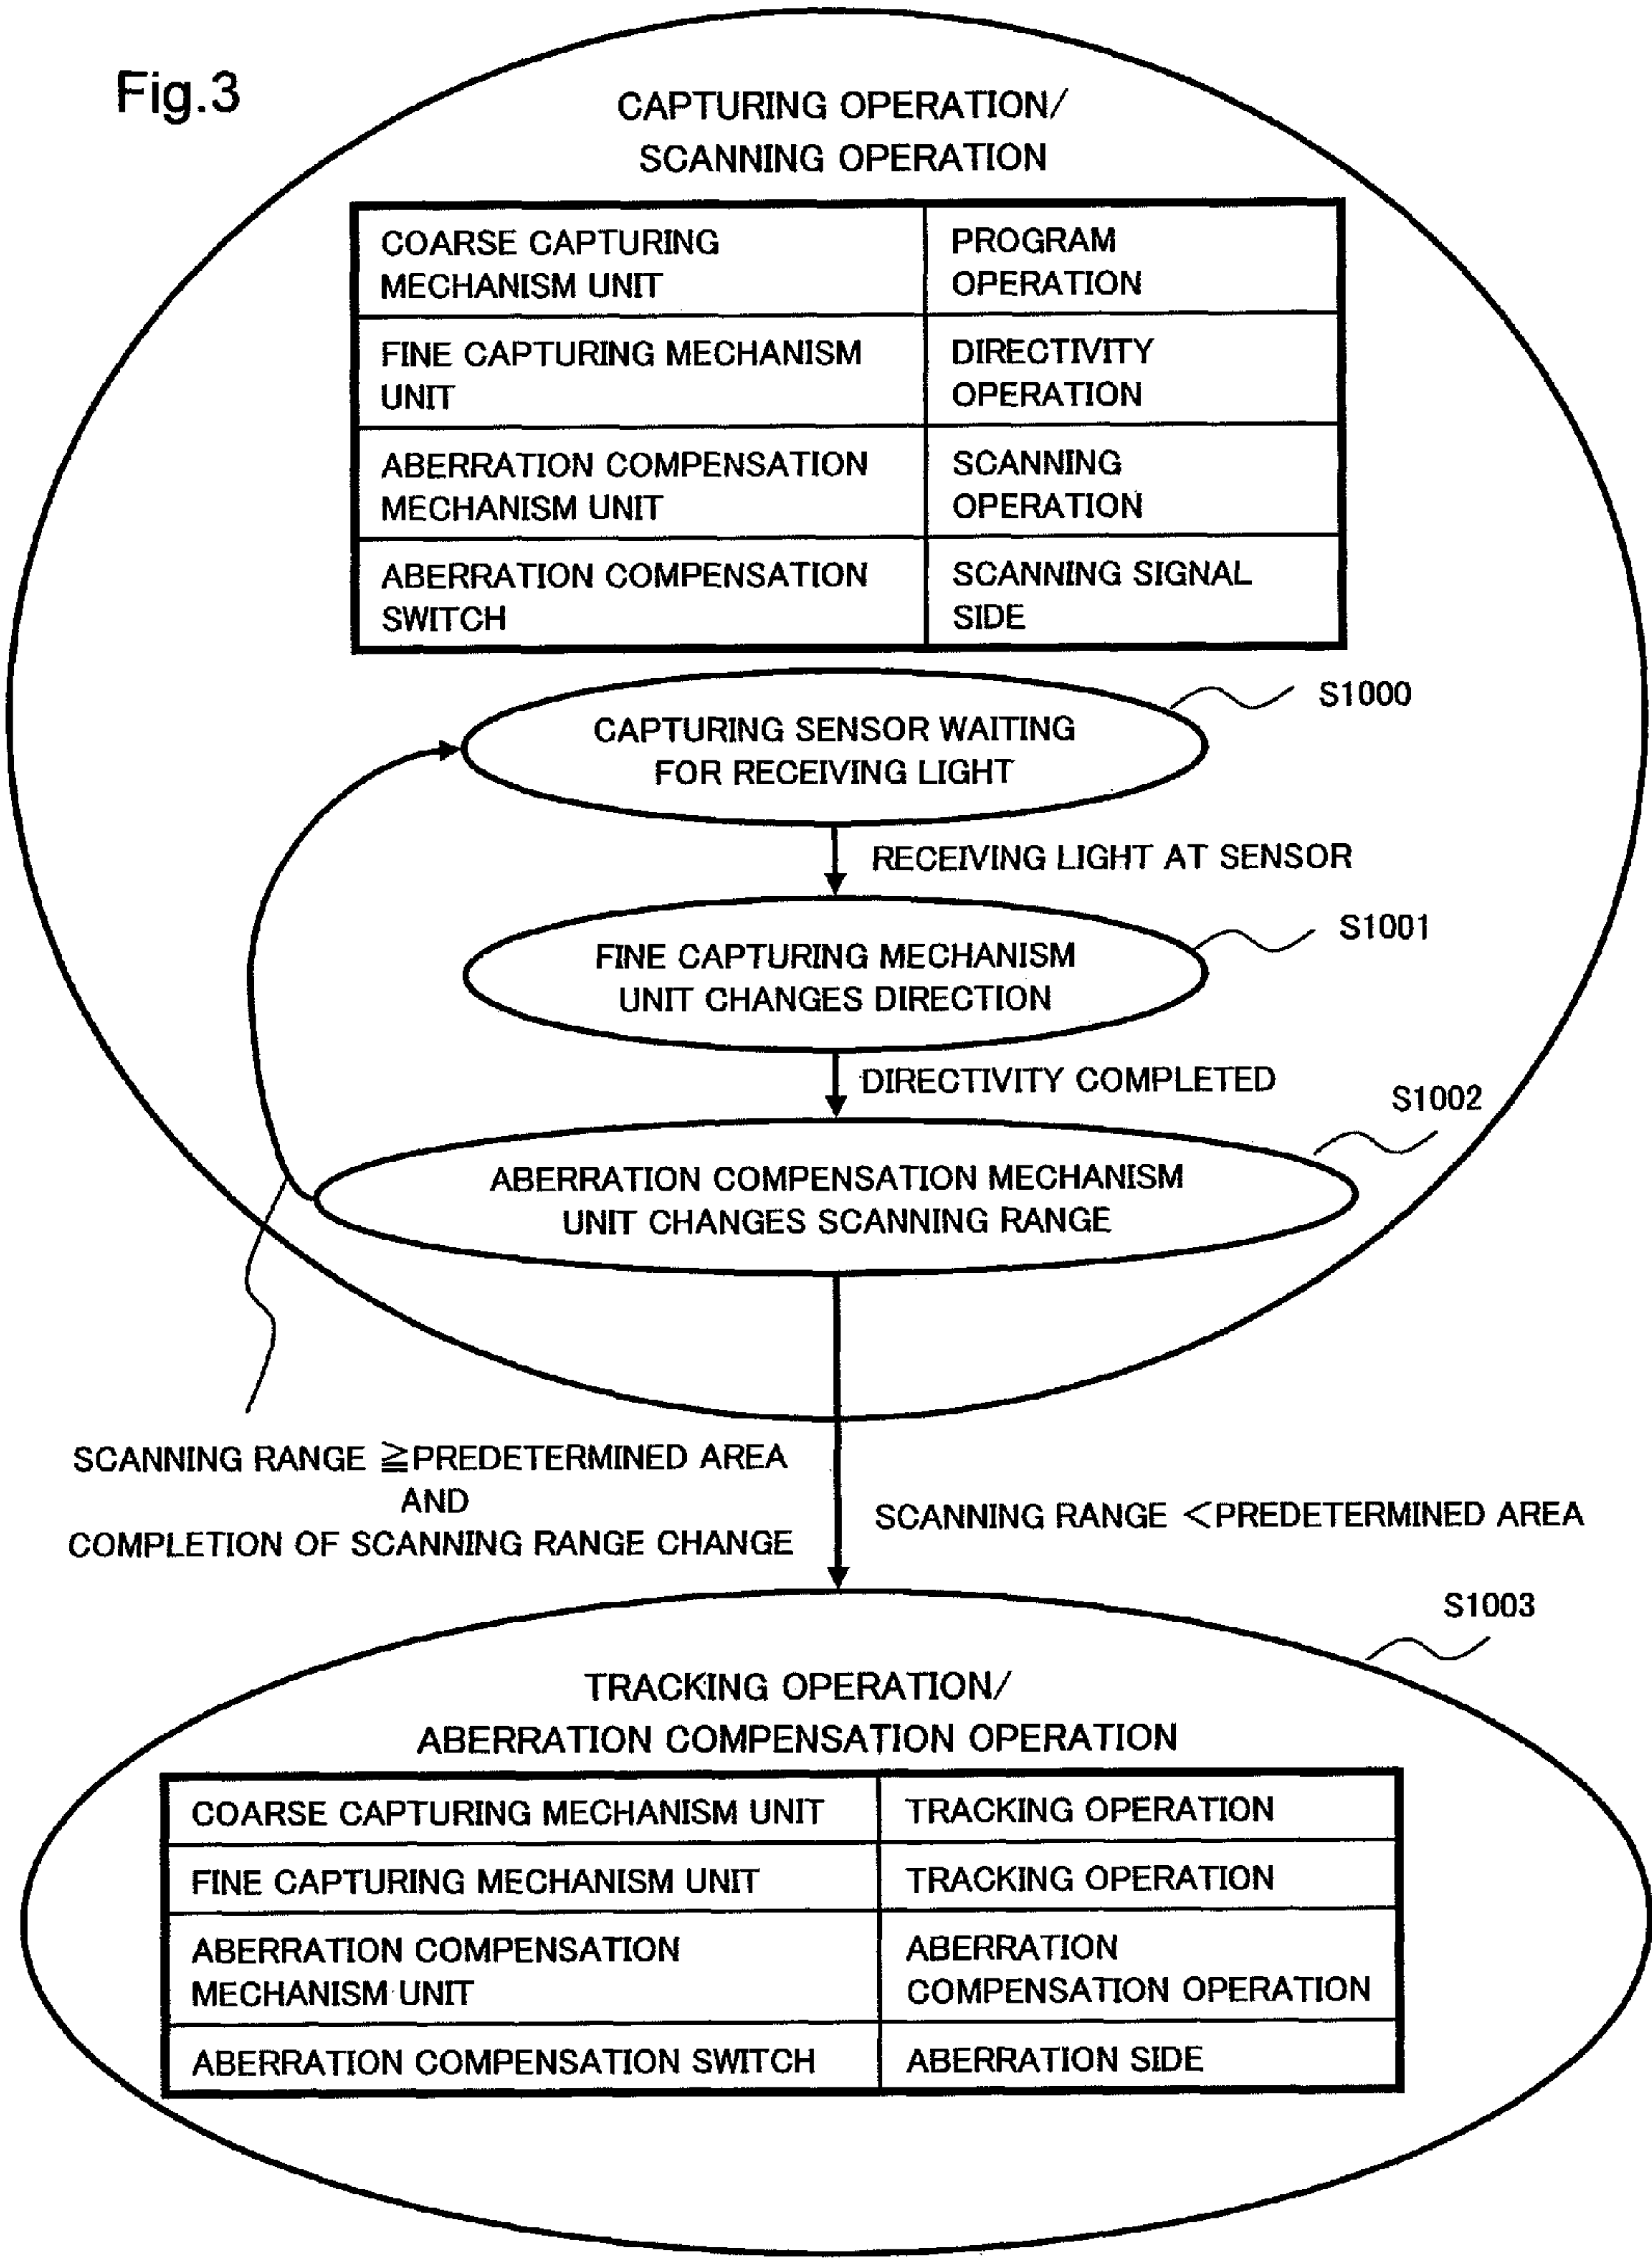 Fig.3
CAPTURING OPERATION/
SCANNING OPERATION
COARSE CAPTURING
MECHANISM UNIT
PROGRAM
OPERATION
FINE CAPTURING MECHANISM
UNIT
DIRECTIVITY
OPERATION
ABERRATION COMPENSATION
MECHANISM UNIT
SCANNING
OPERATION
ABERRATION COMPENSATION
SWITCH
SCANNING SIGNAL
SIDE
S1000
CAPTURING SENSOR WAITING
FOR RECEIVING LIGHT
RECEIVING LIGHT AT SENSOR
S1001
FINE CAPTURING MECHANISM
UNIT CHANGES DIRECTION
DIRECTIVITY COMPLETED
S1002
ABERRATION COMPENSATION MECHANISM
UNIT CHANGES SCANNING RANGE
SCANNING RANGE ≧PREDETERMINED AREA
AND
COMPLETION OF SCANNING RANGE CHANGE
SCANNING RANGE <PREDETERMINED AREA
S1003
TRACKING OPERATION/
ABERRATION COMPENSATION OPERATION
COARSE CAPTURING MECHANISM UNIT
TRACKING OPERATION
FINE CAPTURING MECHANISM UNIT
TRACKING OPERATION
ABERRATION COMPENSATION
MECHANISM UNIT
ABERRATION
COMPENSATION OPERATION
ABERRATION COMPENSATION SWITCH
ABERRATION SIDE